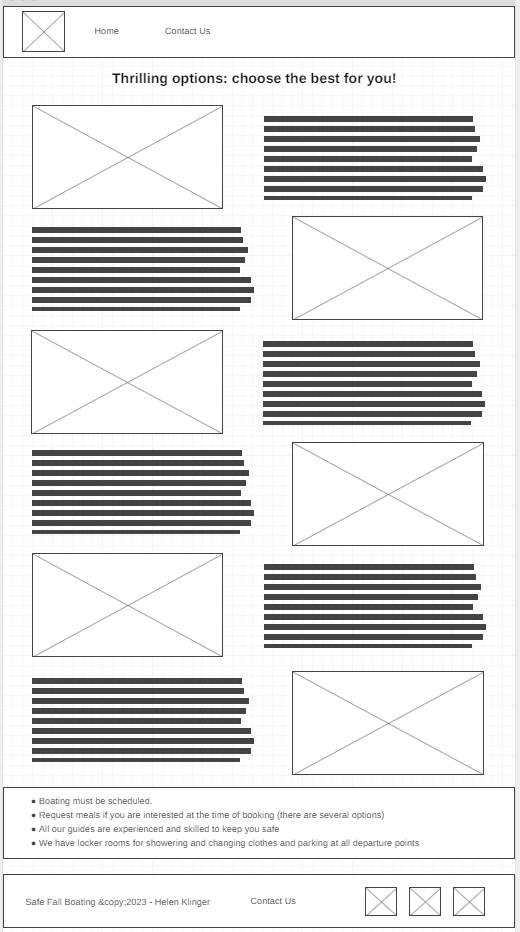 Home
Contact Us
Thrilling options: choose the best for you!
Boating must be scheduled.
Request meals if you are interested at the time of booking (there are several options)
All our guides are experienced and skilled to keep you safe
We have locker rooms for showering and changing clothes and parking at all departure points
Safe Fall Boating &copy;2023 - Helen Klinger
Contact Us